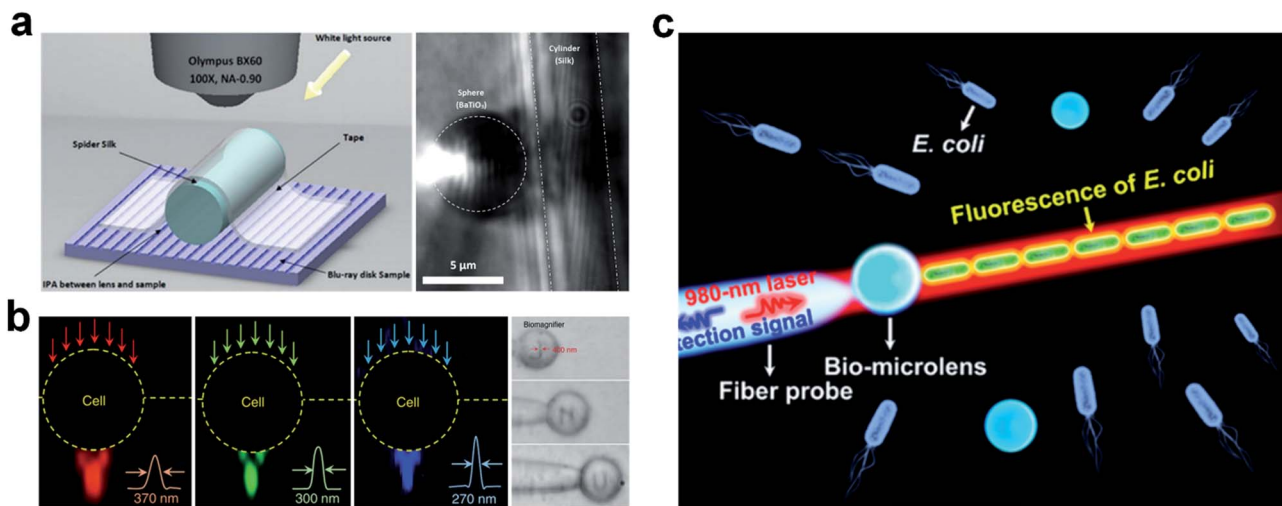 a
Olympus BX60
100X, NA-0.90
White light source
Spider Silk
Tape
IPA between lens and sample
Blu-ray disk Sample
Cylinder
(Silk)
Sphere
(BaTiO₃)
5 μm
b
Cell
370 nm
Cell
300 nm
Cell
270 nm
Biomagnifier
c
E. coli
Fluorescence of E. coli
980-nm laser
tection signal
Fiber probe
Bio-microlens